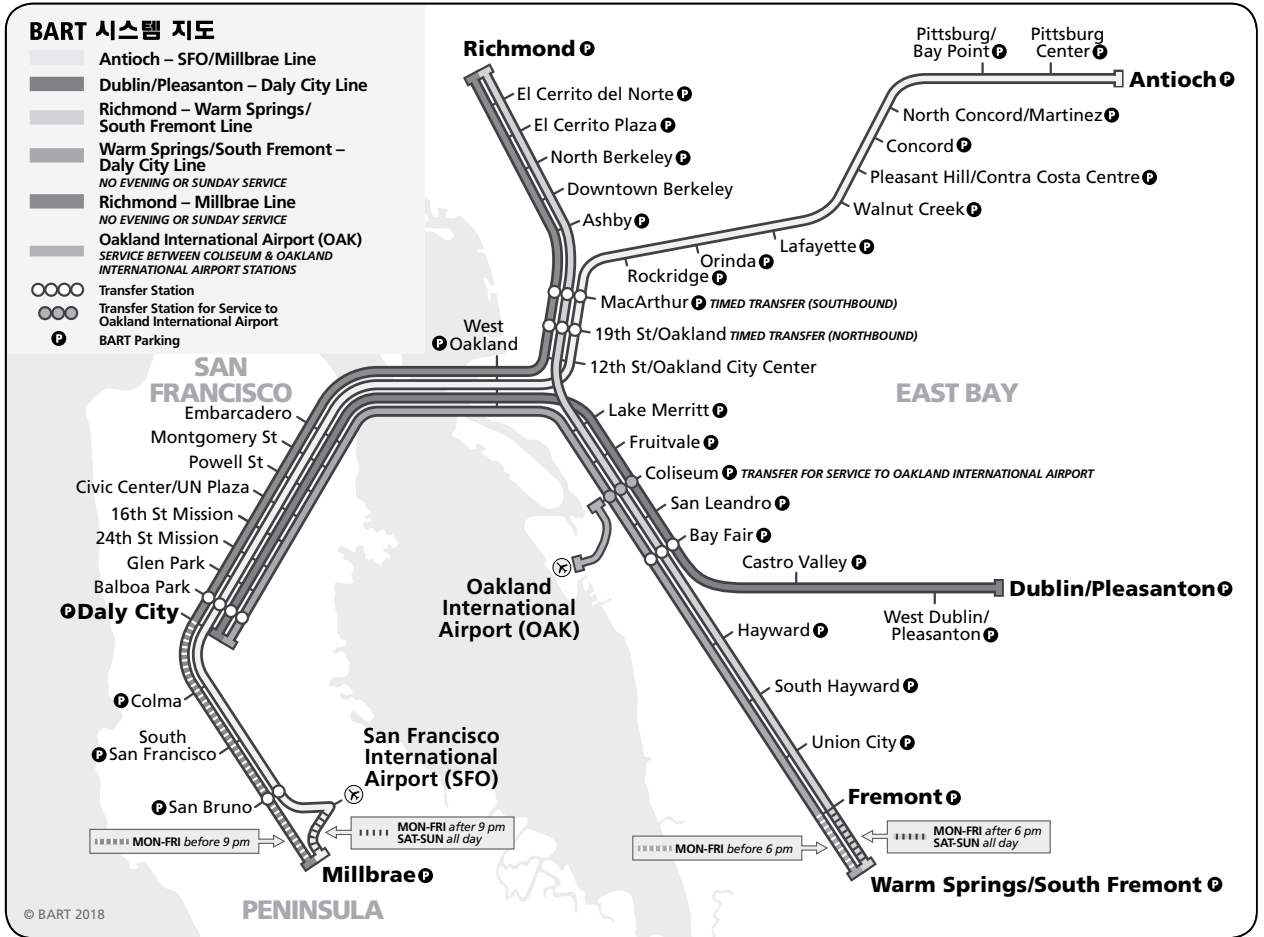 BART 시스템 지도
Antioch – SFO/Millbrae Line
Dublin/Pleasanton – Daly City Line
Richmond – Warm Springs/
South Fremont Line
Warm Springs/South Fremont –
Daly City Line
NO EVENING OR SUNDAY SERVICE
Richmond – Millbrae Line
NO EVENING OR SUNDAY SERVICE
Oakland International Airport (OAK)
SERVICE BETWEEN COLISEUM & OAKLAND
INTERNATIONAL AIRPORT STATIONS
Transfer Station
Transfer Station for Service to
Oakland International Airport
P BART Parking
Richmond P
El Cerrito del Norte P
El Cerrito Plaza P
North Berkeley P
Downtown Berkeley
Ashby P
Pittsburg/
Bay Point P
Pittsburg
Center P
Antioch P
North Concord/Martinez P
Concord P
Pleasant Hill/Contra Costa Centre P
Walnut Creek P
Lafayette P
Orinda P
Rockridge P
MacArthur P TIMED TRANSFER (SOUTHBOUND)
19th St/Oakland TIMED TRANSFER (NORTHBOUND)
12th St/Oakland City Center
West
P Oakland
SAN
FRANCISCO
EAST BAY
Embarcadero
Montgomery St
Powell St
Civic Center/UN Plaza
16th St Mission
24th St Mission
Glen Park
Balboa Park
P Daly City
Lake Merritt P
Fruitvale P
Coliseum P TRANSFER FOR SERVICE TO OAKLAND INTERNATIONAL AIRPORT
San Leandro P
Bay Fair P
Castro Valley P
Dublin/Pleasanton P
West Dublin/
Pleasanton P
Oakland
International
Airport (OAK)
Hayward P
South Hayward P
Union City P
Fremont P
P Colma
South
P San Francisco
San Francisco
International
Airport (SFO)
P San Bruno
MON-FRI before 9 pm
MON-FRI after 9 pm
SAT-SUN all day
Millbrae P
MON-FRI before 6 pm
MON-FRI after 6 pm
SAT-SUN all day
Warm Springs/South Fremont P
PENINSULA
© BART 2018